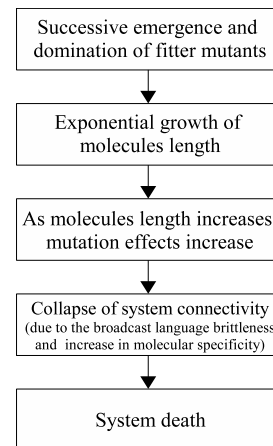 Successive emergence and
domination of fitter mutants
Exponential growth of
molecules length
As molecules length increases
mutation effects increase
Collapse of system connectivity
(due to the broadcast language brittleness
and increase in molecular specificity)
System death